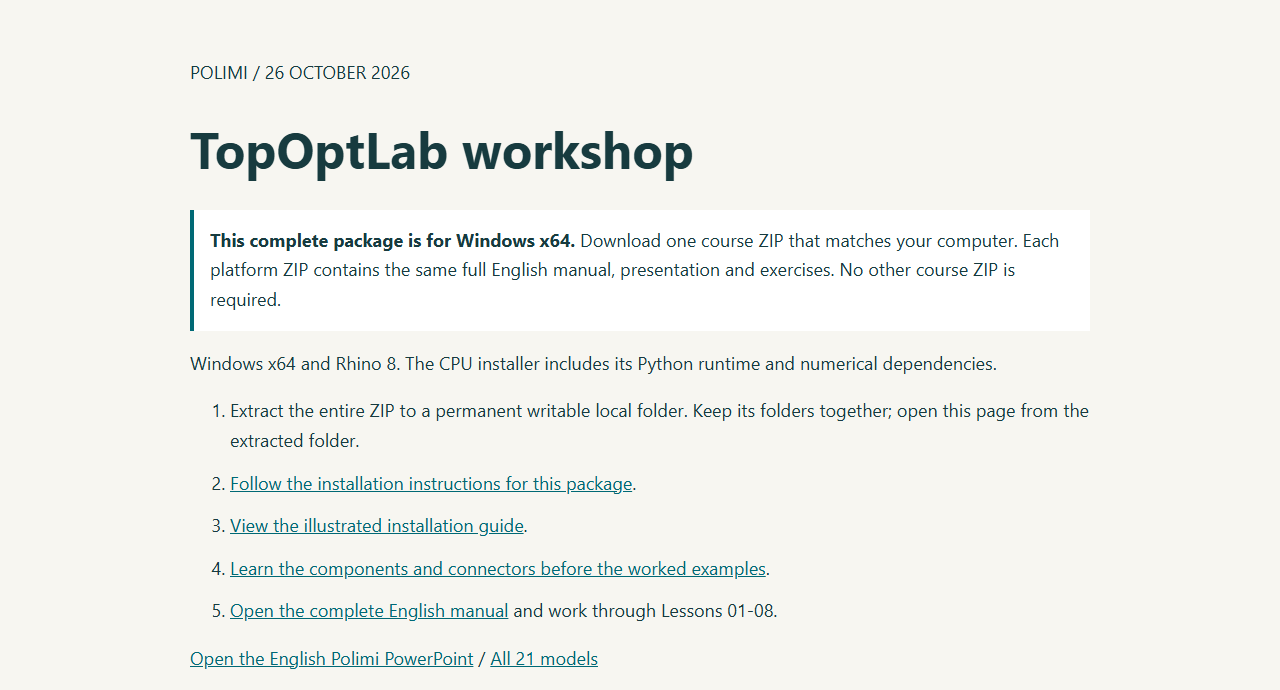 POLIMI / 26 OCTOBER 2026
TopOptLab workshop
This complete package is for Windows x64. Download one course ZIP that matches your computer. Each
platform ZIP contains the same full English manual, presentation and exercises. No other course ZIP is
required.
Windows x64 and Rhino 8. The CPU installer includes its Python runtime and numerical dependencies.
1. Extract the entire ZIP to a permanent writable local folder. Keep its folders together; open this page from the
extracted folder.
2. Follow the installation instructions for this package.
3. View the illustrated installation guide.
4. Learn the components and connectors before the worked examples.
5. Open the complete English manual and work through Lessons 01-08.
Open the English Polimi PowerPoint / All 21 models